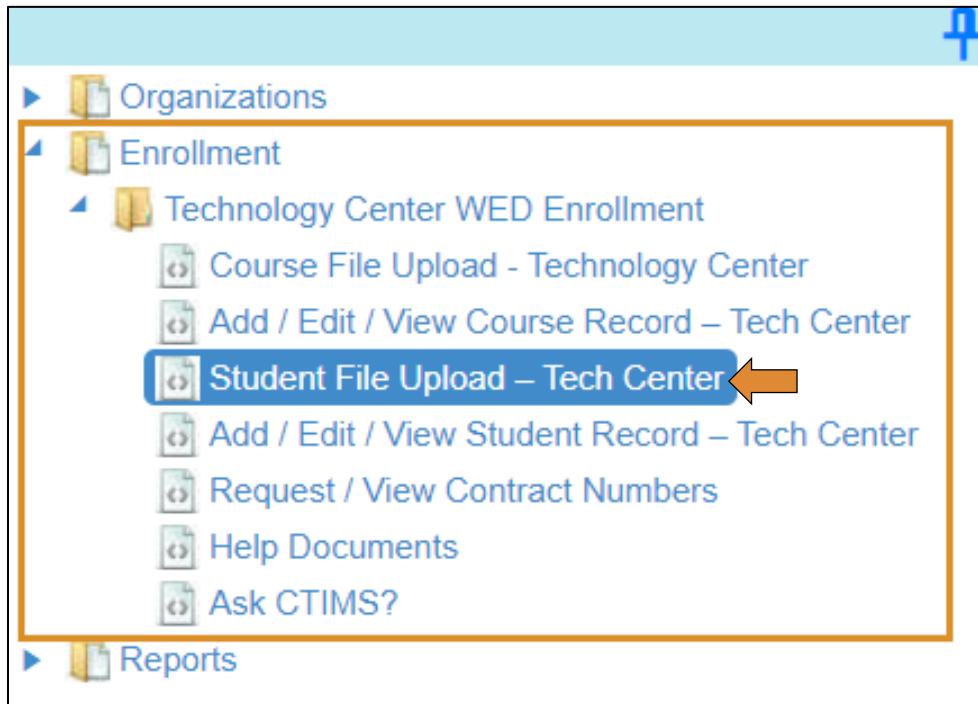 Organizations
Enrollment
Technology Center WED Enrollment
Course File Upload - Technology Center
Add / Edit / View Course Record – Tech Center
Student File Upload – Tech Center
Add / Edit / View Student Record – Tech Center
Request / View Contract Numbers
Help Documents
Ask CTIMS?
Reports